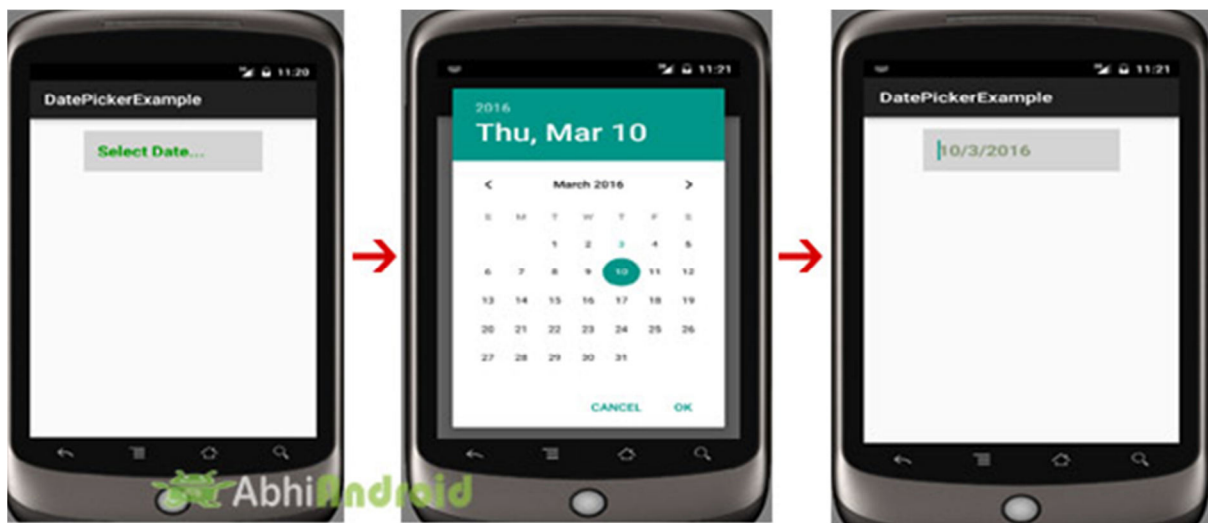 11:20
DatePickerExample
Select Date...
11:21
2016
Thu, Mar 10
< March 2016 >
S M T W T F S
1 2 3 4 5
6 7 8 9 10 11 12
13 14 15 16 17 18 19
20 21 22 23 24 25 26
27 28 29 30 31
CANCEL OK
11:21
DatePickerExample
10/3/2016
AbhiAndroid